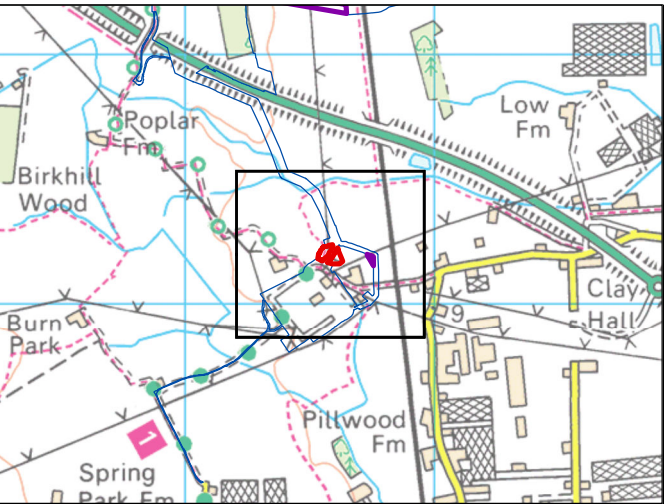 Poplar
Fm
Low
Fm
Birkhill
Wood
Clay
Hall
9
Burn
Park
Pillwood
Fm
1
Spring
Park Fm